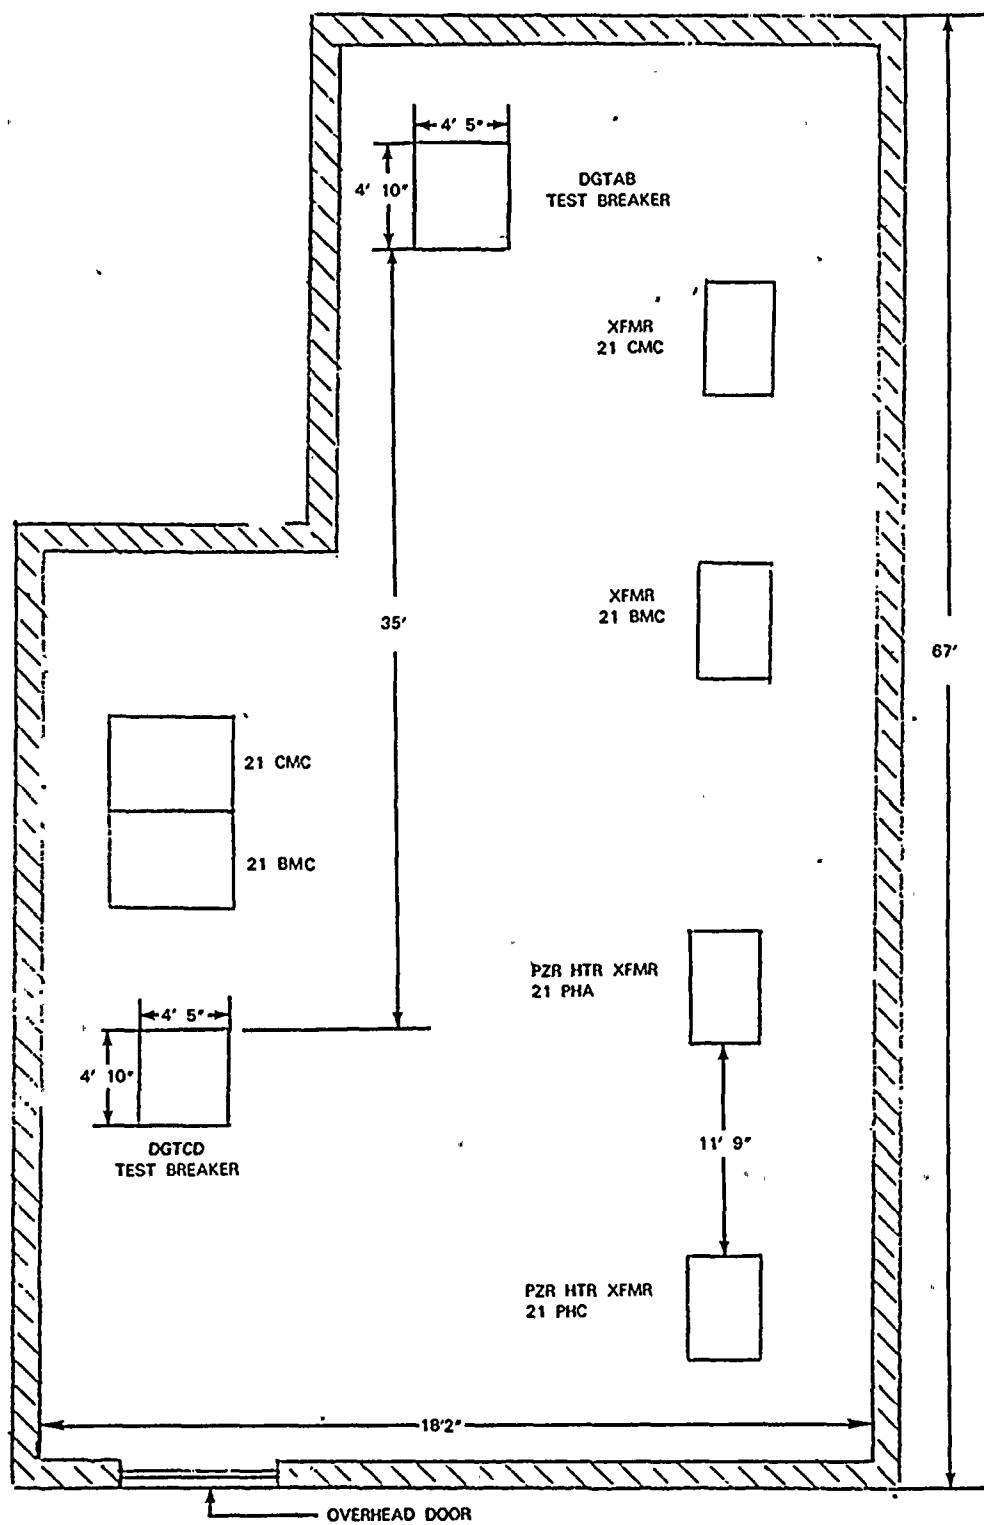 4' 5"
4' 10"
DGTAB
TEST BREAKER
XFMR
21 CMC
XFMR
21 BMC
35'
67'
21 CMC
21 BMC
PZR HTR XFMR
21 PHA
4' 5"
4' 10"
DGTCD
TEST BREAKER
11' 9"
PZR HTR XFMR
21 PHC
18'2"
OVERHEAD DOOR